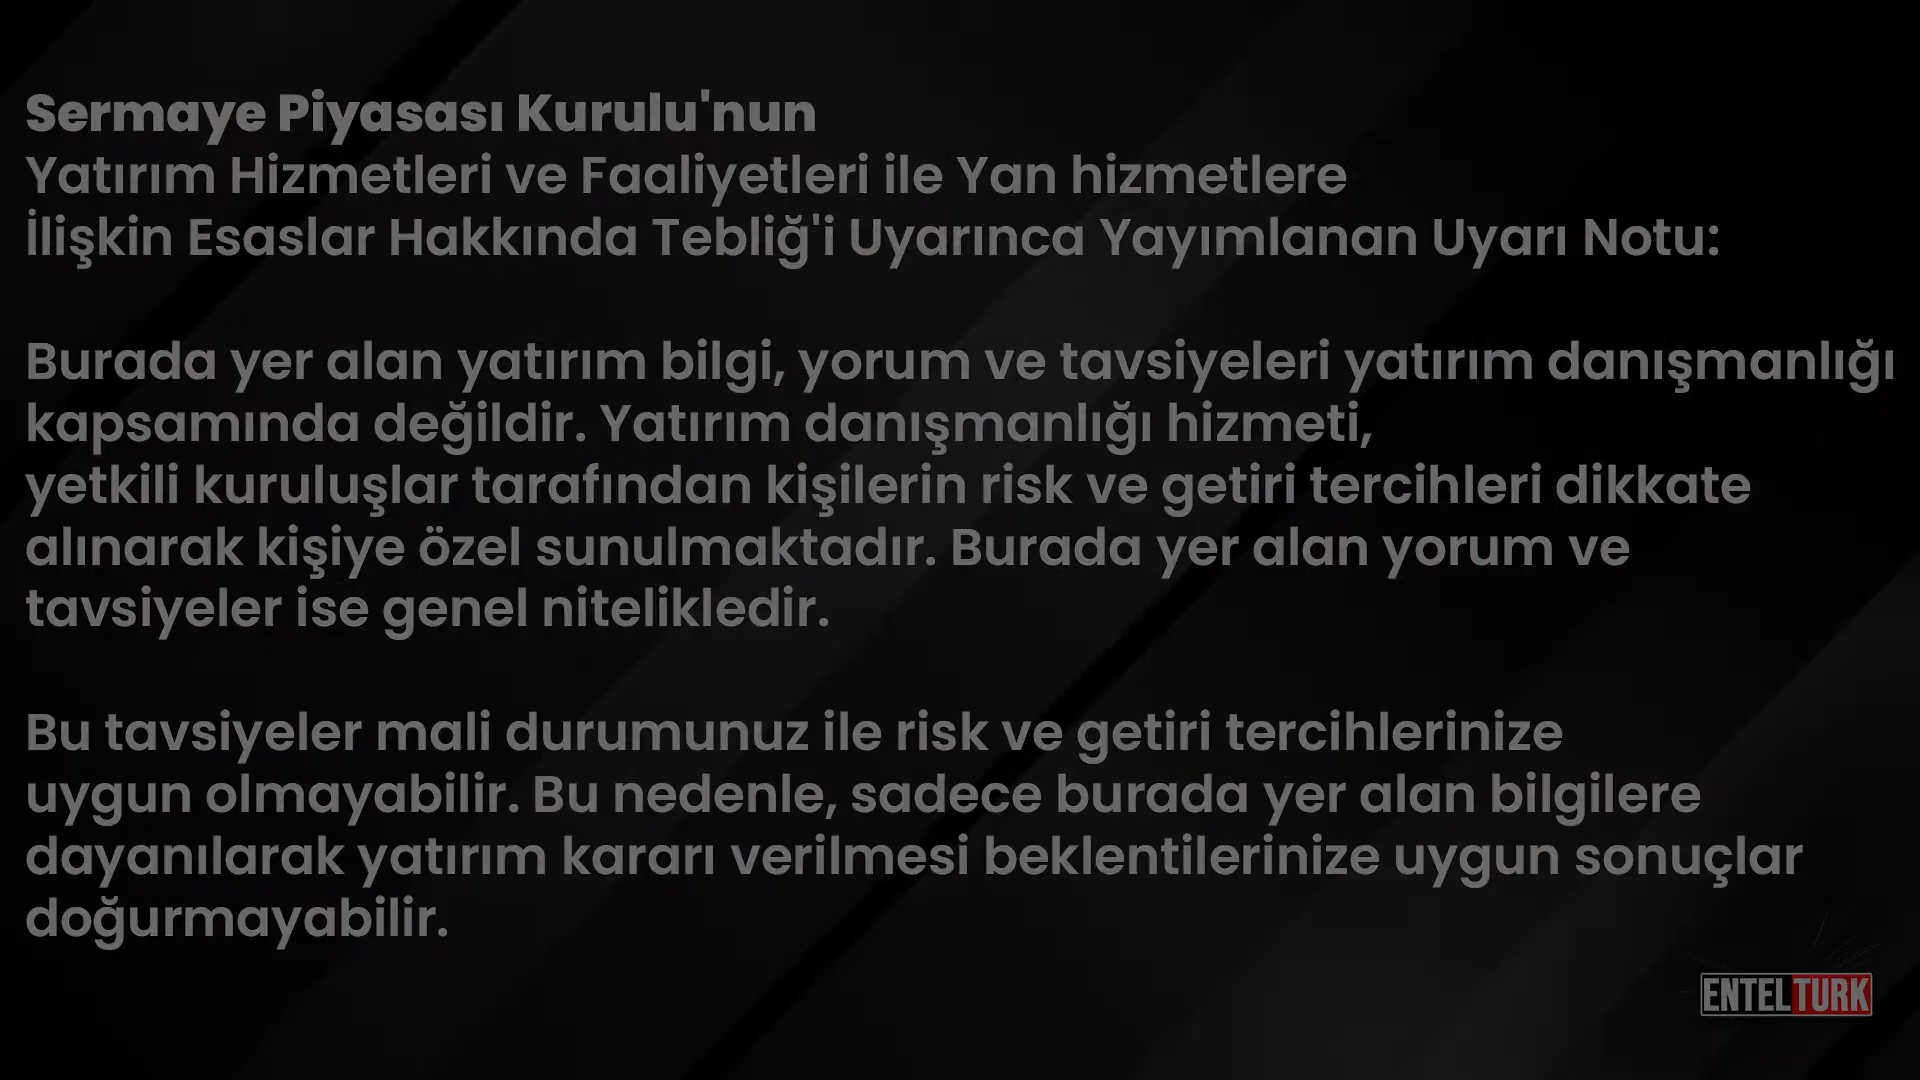 Sermaye Piyasası Kurulu'nun
Yatırım Hizmetleri ve Faaliyetleri ile Yan hizmetlere
İlişkin Esaslar Hakkında Tebliğ'i Uyarınca Yayımlanan Uyarı Notu:
Burada yer alan yatırım bilgi, yorum ve tavsiyeleri yatırım danışmanlığı
kapsamında değildir. Yatırım danışmanlığı hizmeti,
yetkili kuruluşlar tarafından kişilerin risk ve getiri tercihleri dikkate
alınarak kişiye özel sunulmaktadır. Burada yer alan yorum ve
tavsiyeler ise genel nitelikledir.
Bu tavsiyeler mali durumunuz ile risk ve getiri tercihlerinize
uygun olmayabilir. Bu nedenle, sadece burada yer alan bilgilere
dayanılarak yatırım kararı verilmesi beklentilerinize uygun sonuçlar
doğurmayabilir.
ENTELTURK